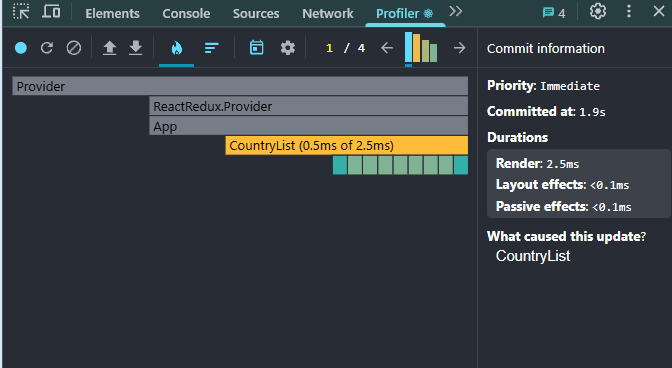 Elements Console Sources Network Profiler 4
1 / 4
Commit information
Provider
ReactRedux.Provider
App
CountryList (0.5ms of 2.5ms)
Priority: Immediate
Committed at: 1.9s
Durations
Render: 2.5ms
Layout effects: <0.1ms
Passive effects: <0.1ms
What caused this update?
CountryList